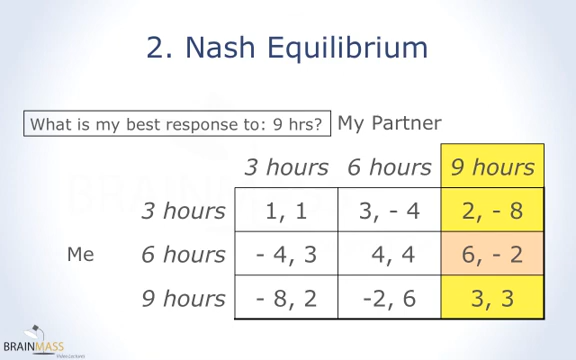 2. Nash Equilibrium
What is my best response to: 9 hrs? My Partner
3 hours 6 hours 9 hours
3 hours 1, 1 3, - 4 2, - 8
Me 6 hours - 4, 3 4, 4 6, - 2
9 hours - 8, 2 -2, 6 3, 3
BRAINMASS
Video Lectures